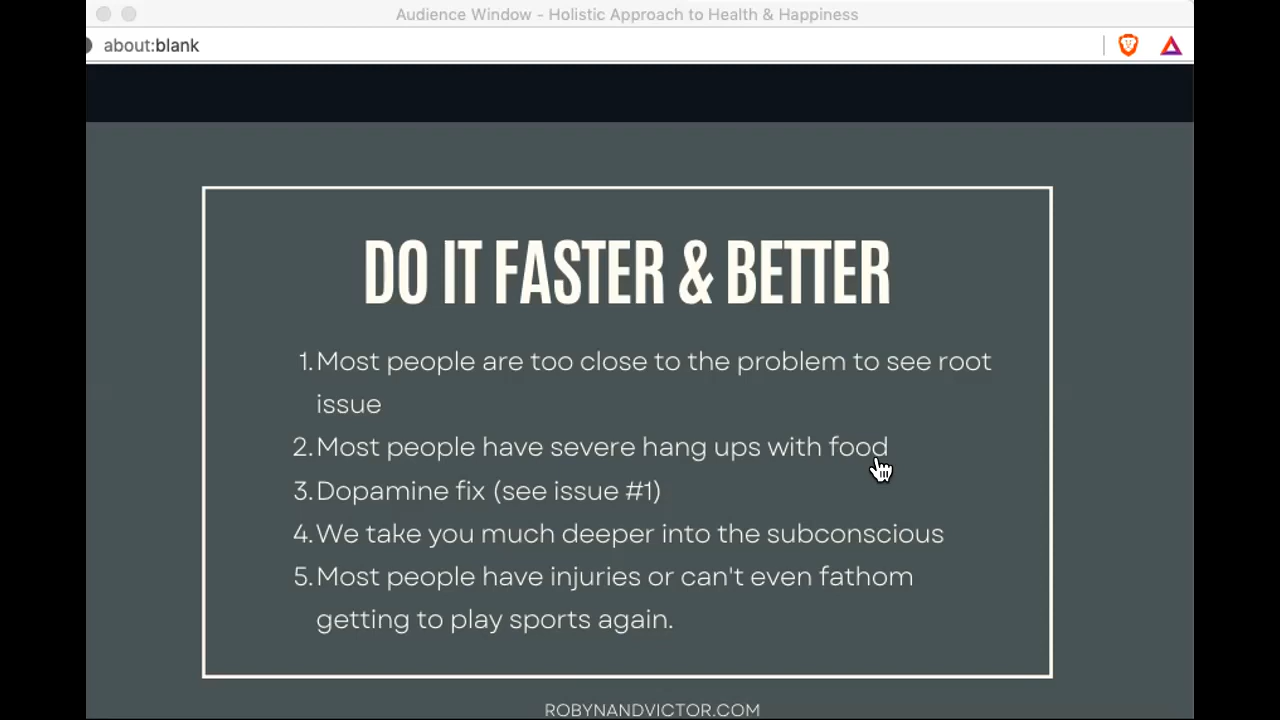 Audience Window - Holistic Approach to Health & Happiness
about:blank
DO IT FASTER & BETTER
1. Most people are too close to the problem to see root
issue
2. Most people have severe hang ups with food
3. Dopamine fix (see issue #1)
4. We take you much deeper into the subconscious
5. Most people have injuries or can't even fathom
getting to play sports again.
ROBYNANDVICTOR.COM